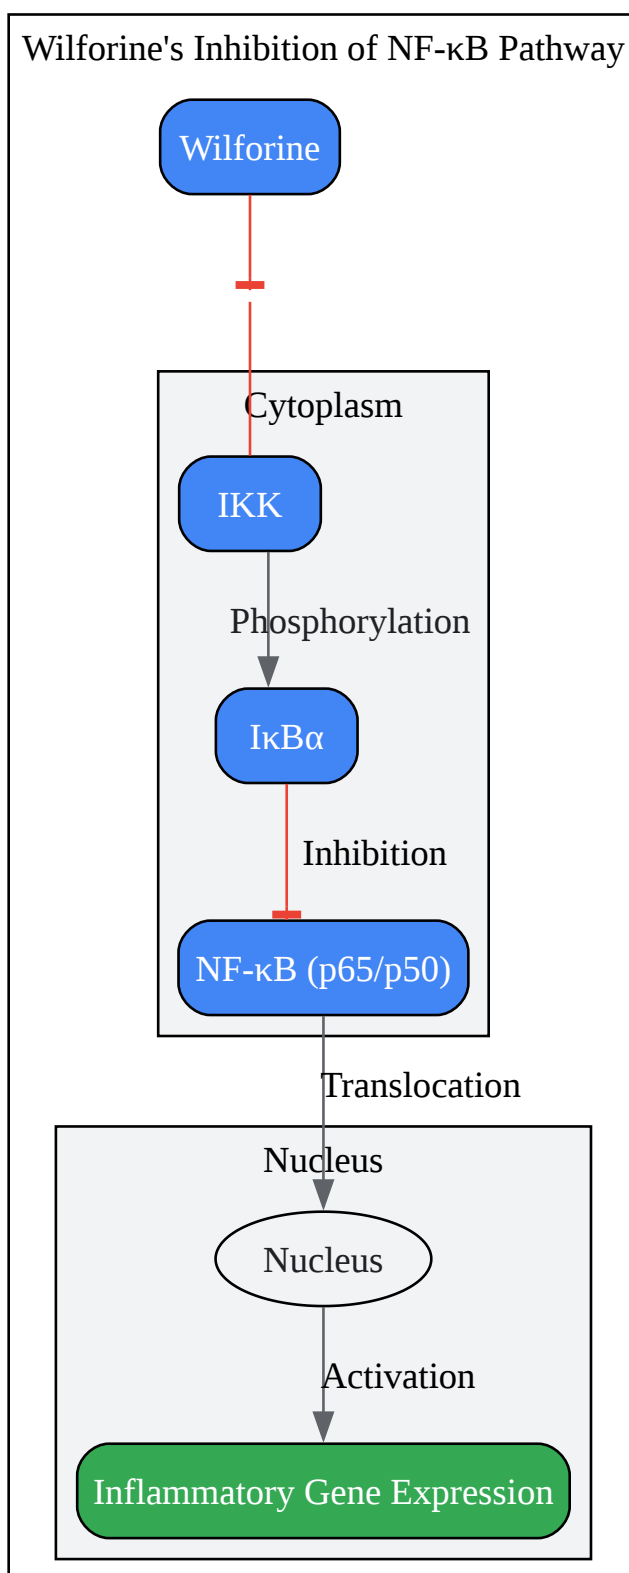 Wilforine's Inhibition of NF-κB Pathway
Wilforine
Cytoplasm
IKK
Phosphorylation
IκBα
Inhibition
NF-κB (p65/p50)
Translocation
Nucleus
Nucleus
Activation
Inflammatory Gene Expression